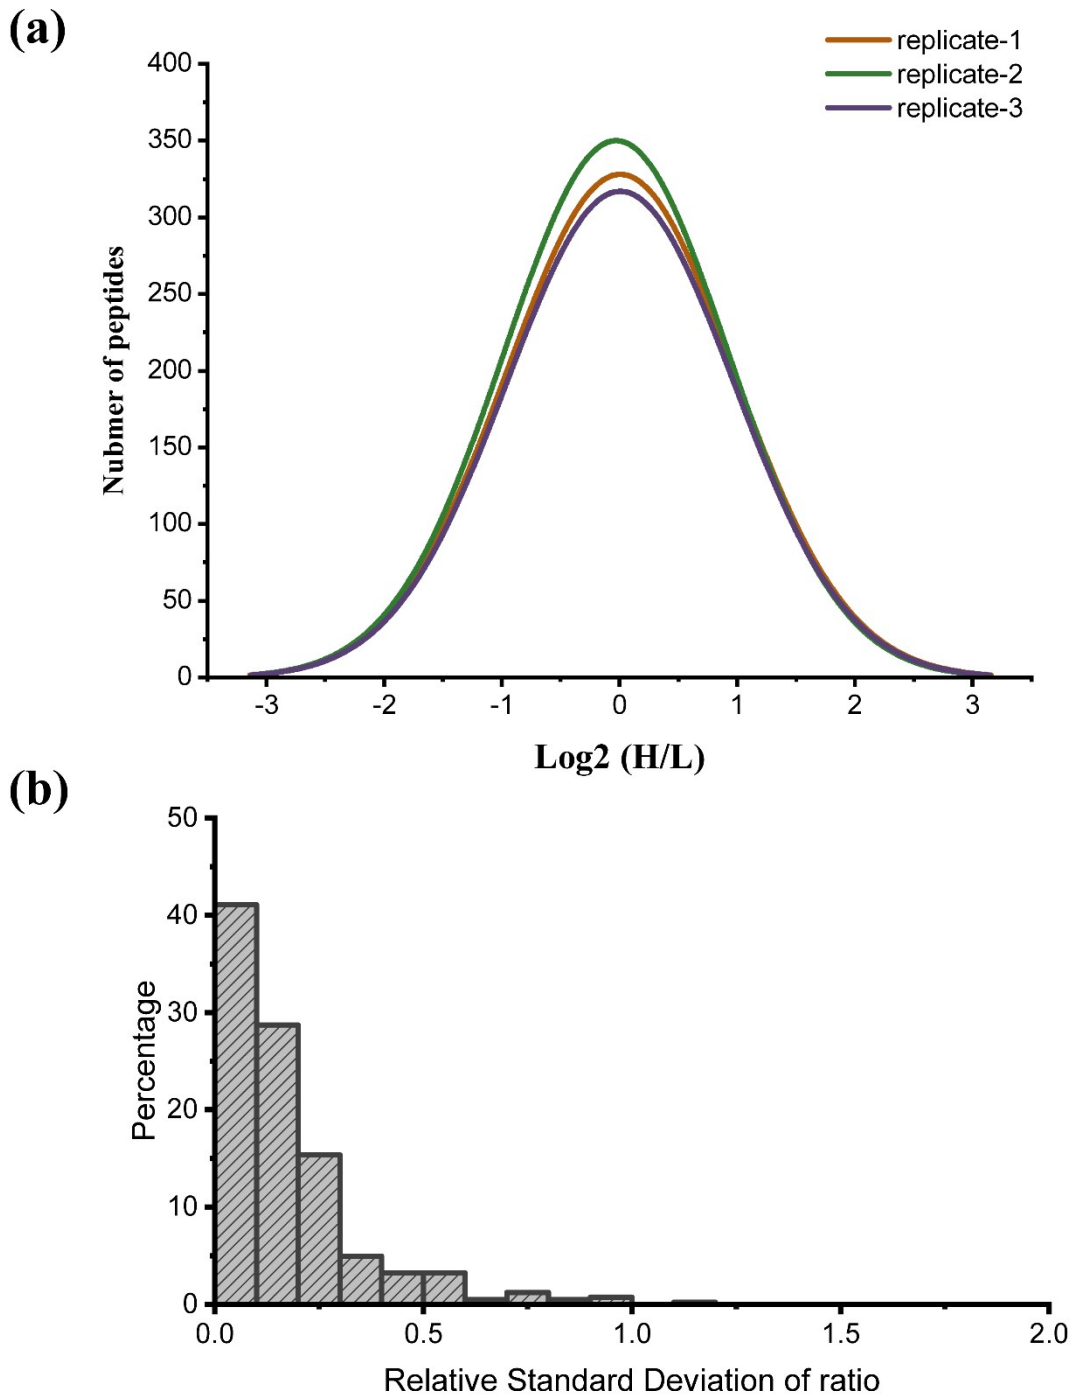 (a)
replicate-1
replicate-2
replicate-3
400
350
300
250
200
150
100
50
0
Nubmer of peptides
-3 -2 -1 0 1 2 3
Log2 (H/L)
(b)
50
40
30
20
10
0
Percentage
0.0 0.5 1.0 1.5 2.0
Relative Standard Deviation of ratio